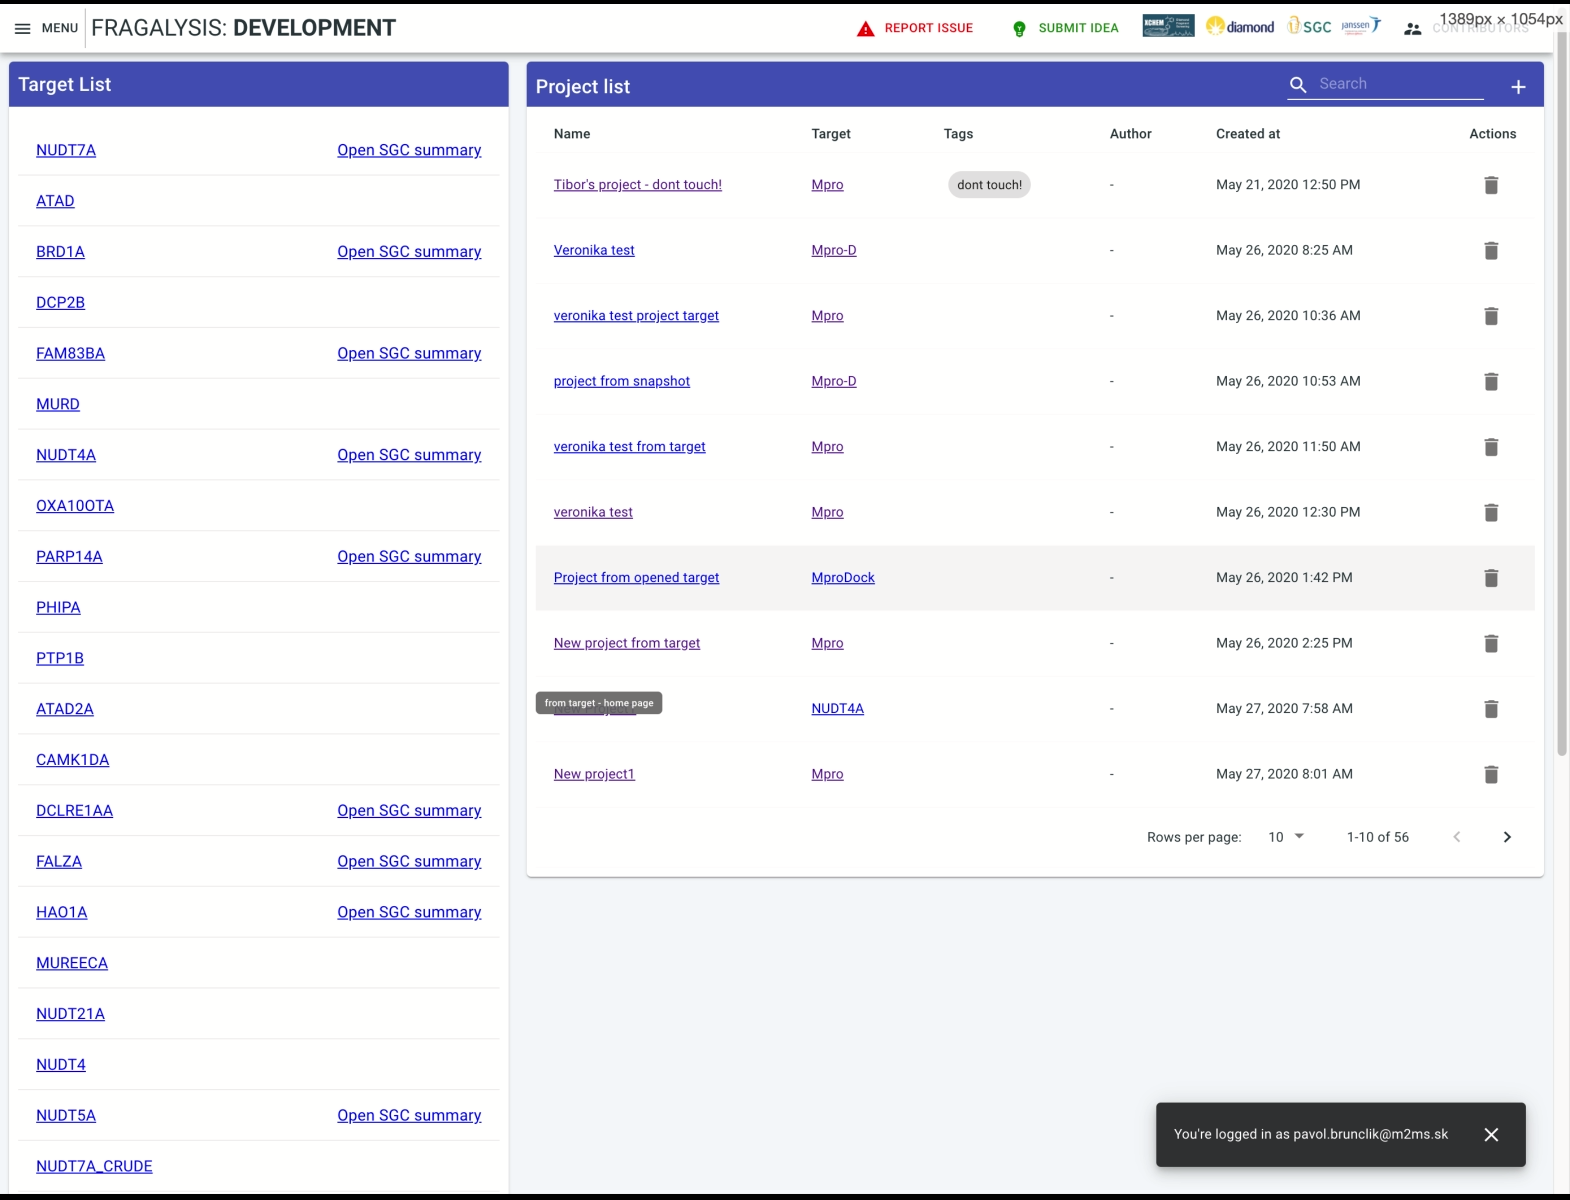 MENU FRAGALYSIS: DEVELOPMENT REPORT ISSUE SUBMIT IDEA XCHEM diamond SGC janssen CONTRIBUTORS 1389px × 1054px
Target List
NUDT7A Open SGC summary
ATAD
BRD1A Open SGC summary
DCP2B
FAM83BA Open SGC summary
MURD
NUDT4A Open SGC summary
OXA10OTA
PARP14A Open SGC summary
PHIPA
PTP1B
ATAD2A
CAMK1DA
DCLRE1AA Open SGC summary
FALZA Open SGC summary
HAO1A Open SGC summary
MUREECA
NUDT21A
NUDT4
NUDT5A Open SGC summary
NUDT7A_CRUDE
Project list Search
Name Target Tags Author Created at Actions
Tibor's project - dont touch! Mpro dont touch! - May 21, 2020 12:50 PM
Veronika test Mpro-D - May 26, 2020 8:25 AM
veronika test project target Mpro - May 26, 2020 10:36 AM
project from snapshot Mpro-D - May 26, 2020 10:53 AM
veronika test from target Mpro - May 26, 2020 11:50 AM
veronika test Mpro - May 26, 2020 12:30 PM
Project from opened target MproDock - May 26, 2020 1:42 PM
New project from target Mpro - May 26, 2020 2:25 PM
from target - home page
NUDT4A - May 27, 2020 7:58 AM
New project1 Mpro - May 27, 2020 8:01 AM
Rows per page: 10 1-10 of 56
You're logged in as pavol.brunclik@m2ms.sk